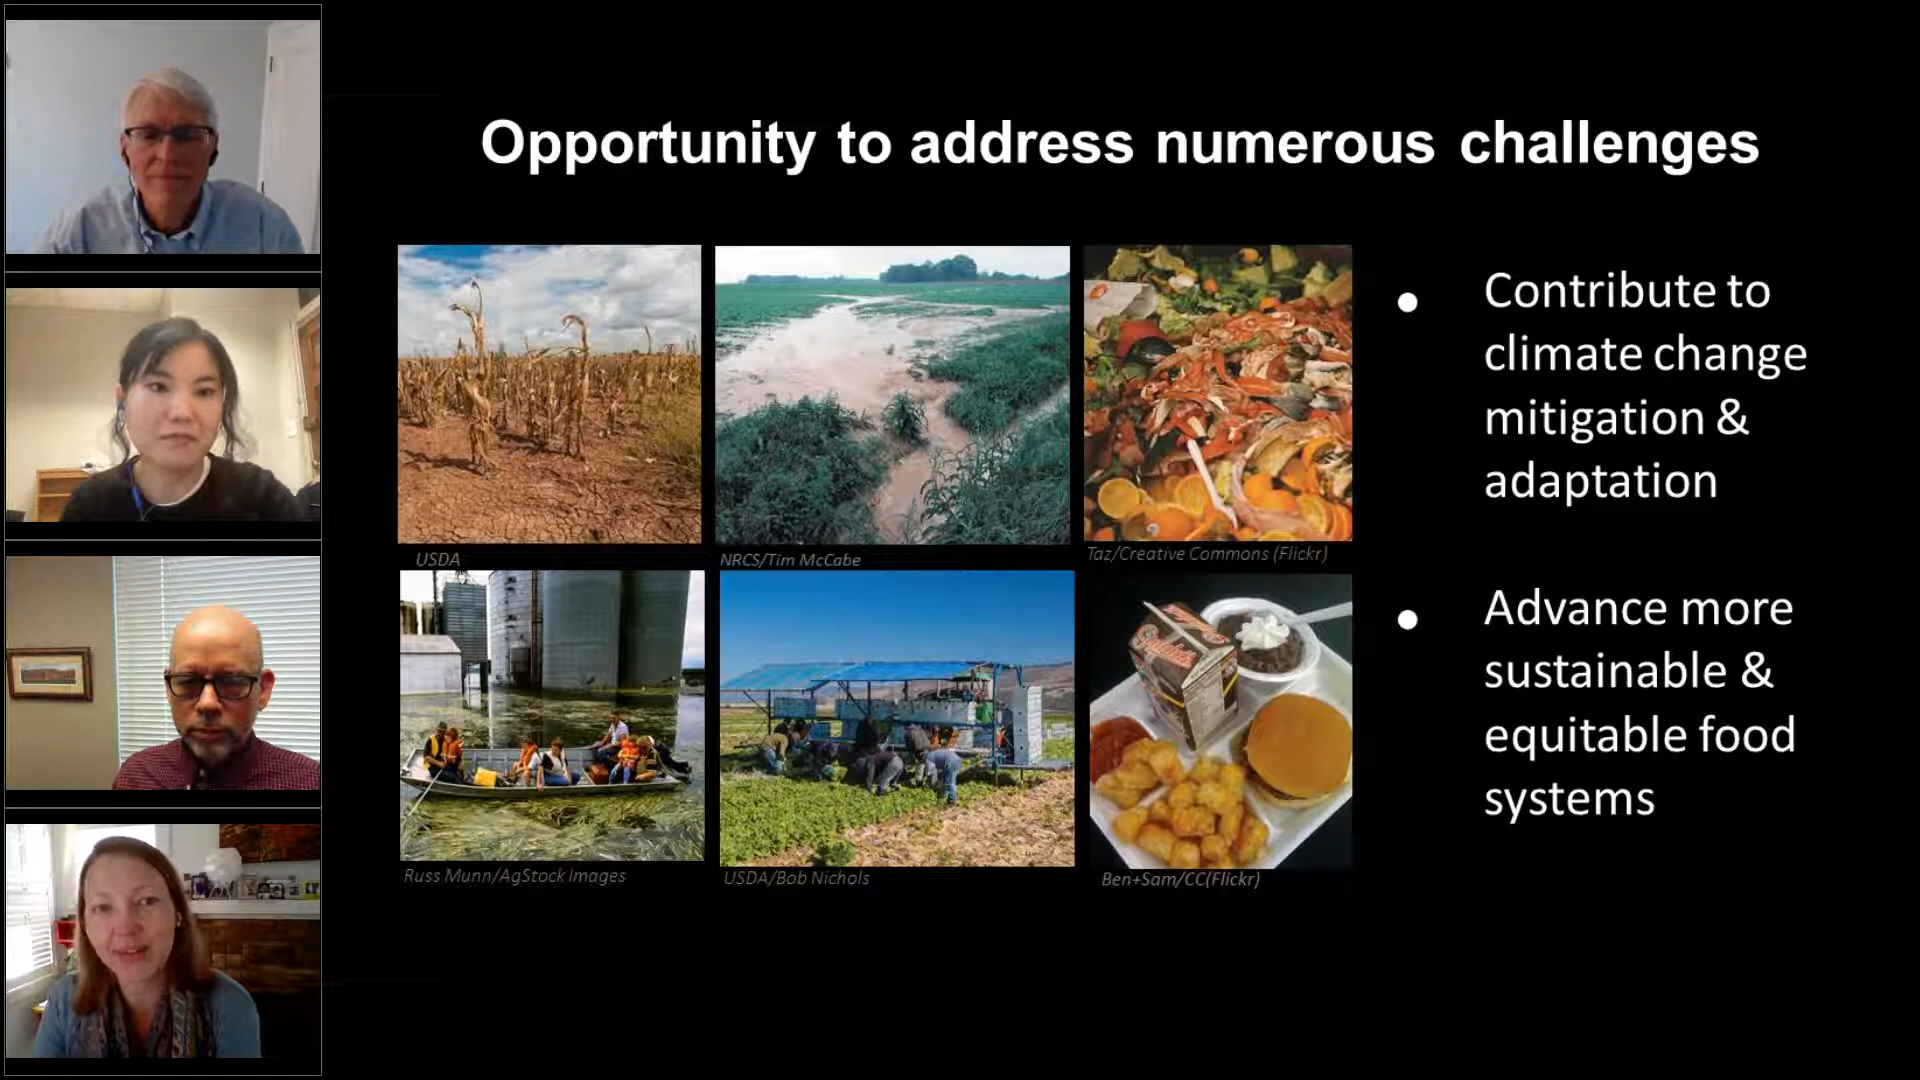 Opportunity to address numerous challenges
USDA
NRCS/Tim McCabe
Taz/Creative Commons (Flickr)
Russ Munn/AgStock Images
USDA/Bob Nichols
Ben+Sam/CC(Flickr)
• Contribute to
climate change
mitigation &
adaptation
• Advance more
sustainable &
equitable food
systems